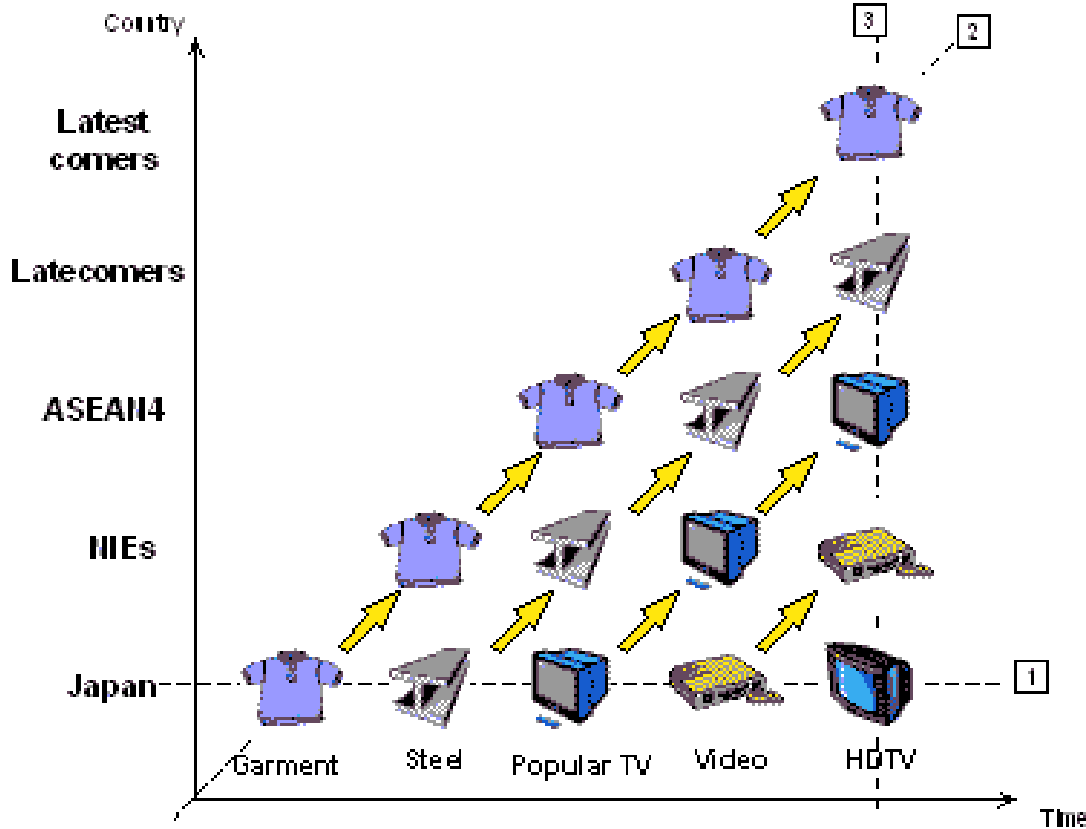 Country
3
2
Latest
comers
Latecomers
ASEAN4
NIEs
Japan
1
Garment Steel Popular TV Video HDTV
Time